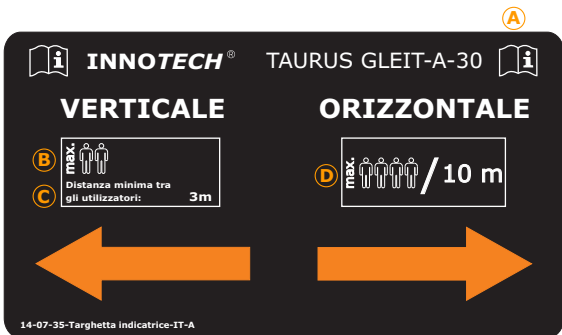 A
INNOTECH® TAURUS GLEIT-A-30
VERTICALE ORIZZONTALE
B max.
C Distanza minima tra
gli utilizzatori: 3m
D max. / 10 m
14-07-35-Targhetta indicatrice-IT-A